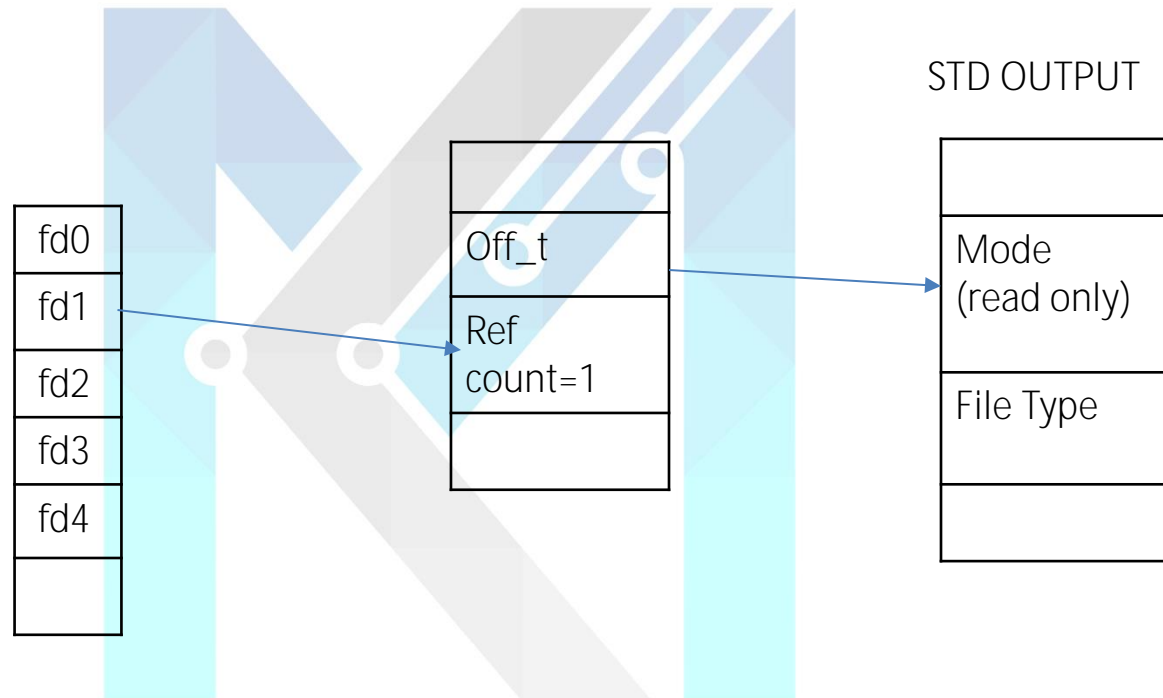 STD OUTPUT
fd0
fd1
fd2
fd3
fd4
Off_t
Ref
count=1
Mode
(read only)
File Type